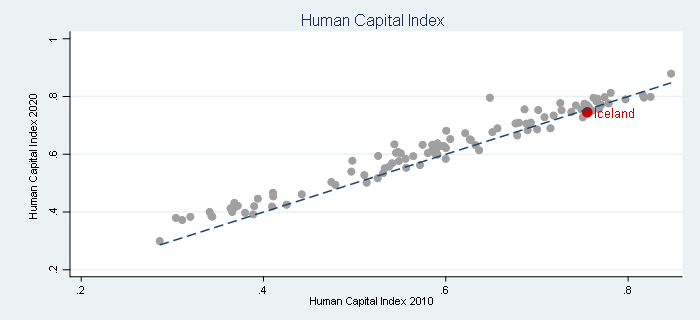 Human Capital Index
Human Capital Index 2020
1
.8
.6
.4
.2
Iceland
.2
.4
.6
.8
Human Capital Index 2010